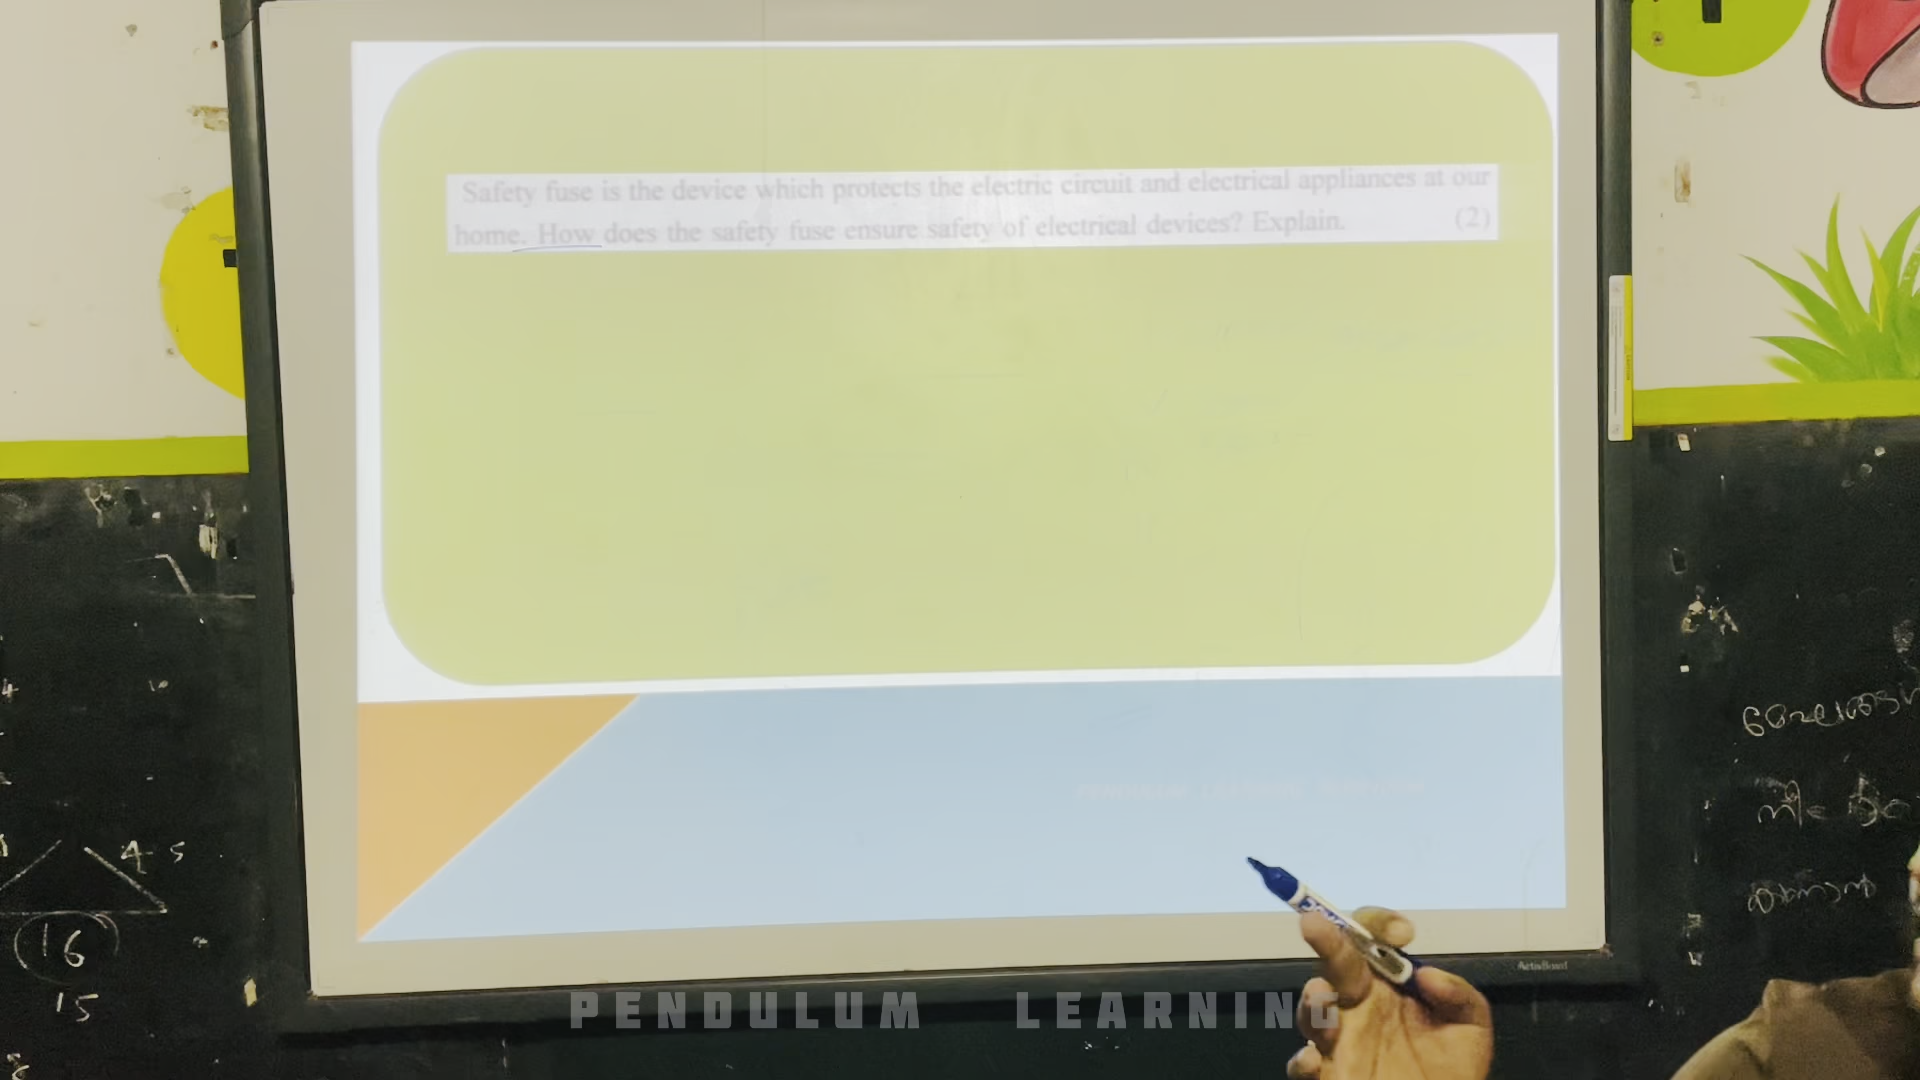 Safety fuse is the device which protects the electric circuit and electrical appliances at our
home. How does the safety fuse ensure safety of electrical devices? Explain. (2)
4 5
16
15
ActivBoard
PENDULUM LEARNING